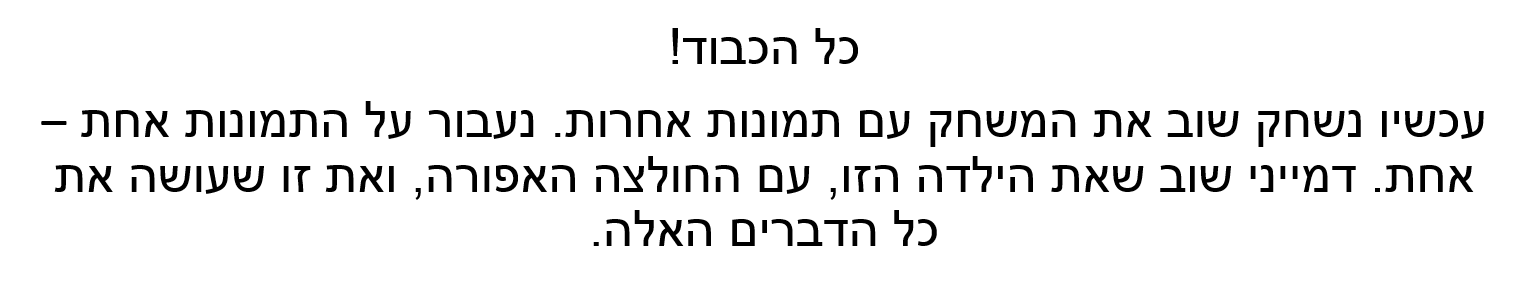 כל הכבוד!
עכשיו נשחק שוב את המשחק עם תמונות אחרות. נעבור על התמונות אחת –
אחת. דמייני שוב שאת הילדה הזו, עם החולצה האפורה, ואת זו שעושה את
כל הדברים האלה.